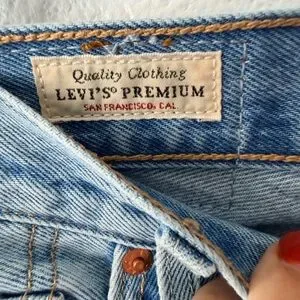 Quality Clothing
LEVI'S® PREMIUM
SAN FRANCISCO, CAL.